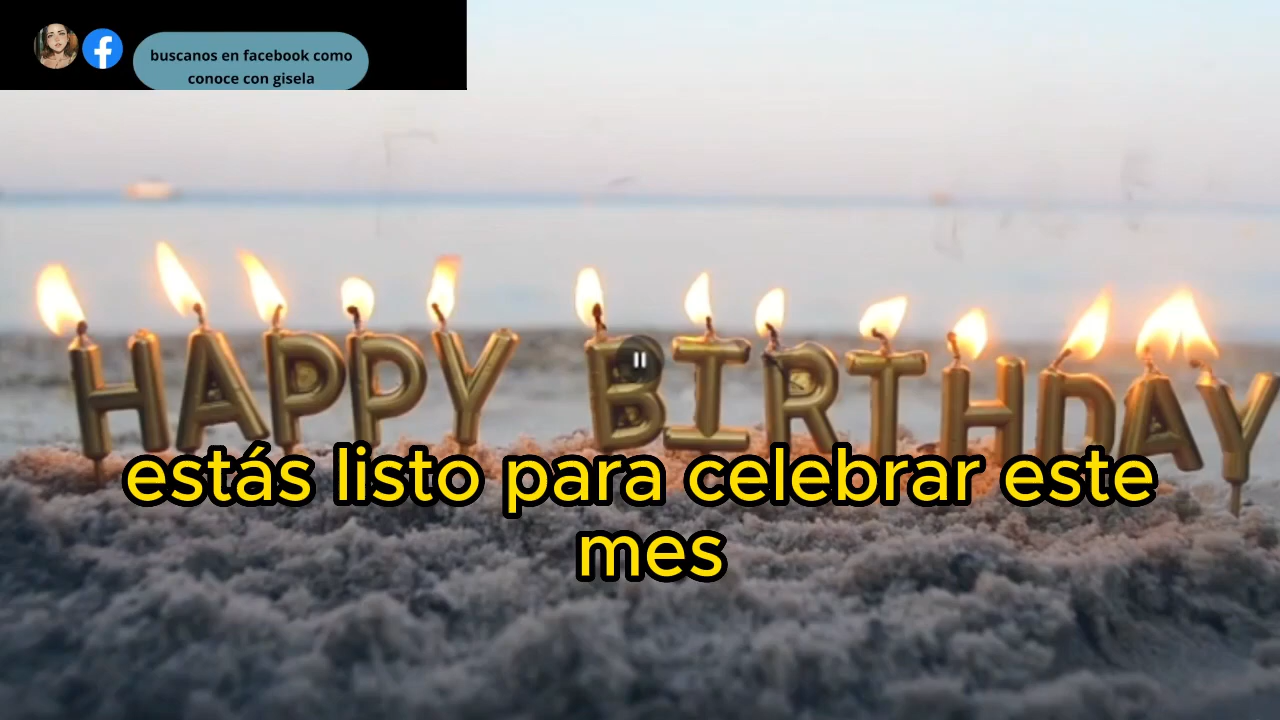 buscanos en facebook como
conoce con gisela
HAPPY BIRTHDAY
estás listo para celebrar este
mes